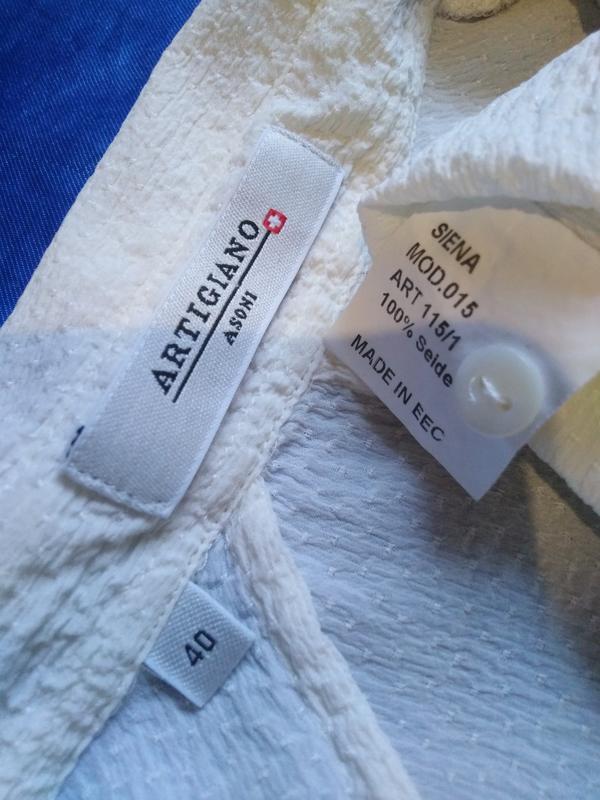 ARTIGIANO
ASONI
SIENA
MOD.015
ART 115/1
100% Seide
MADE IN EEC
40